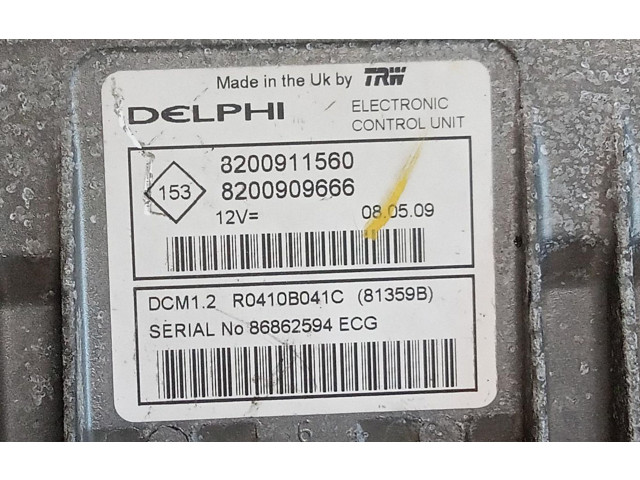 Made in the Uk by TRW
DELPHI ELECTRONIC
CONTROL UNIT
8200911560
153 8200909666
12V= 08.05.09
DCM1.2 R0410B041C (81359B)
SERIAL No 86862594 ECG
6